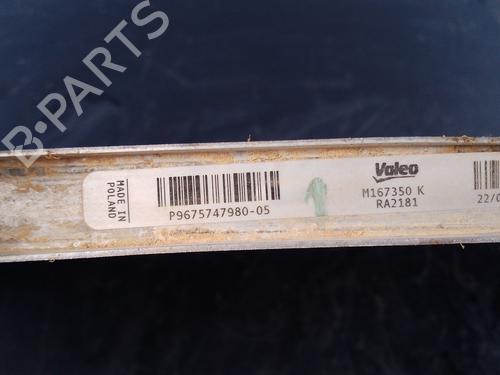 B-PARTS
MADE IN
POLAND
P9675747980-05
Valeo
M167350 K
RA2181
22/0